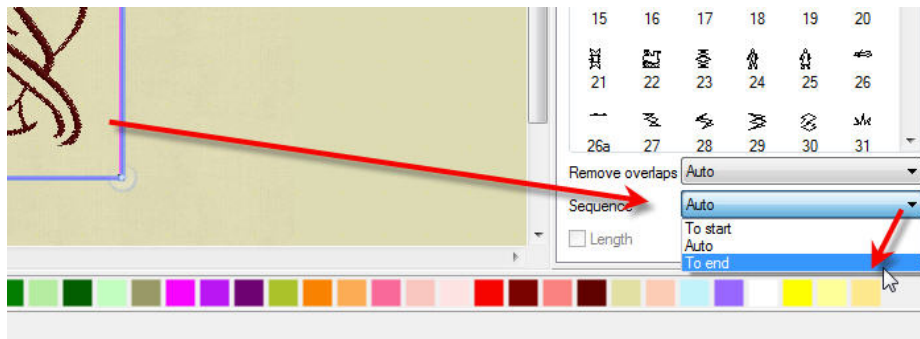 15 16 17 18 19 20
21 22 23 24 25 26
26a 27 28 29 30 31
Remove overlaps Auto
Sequence Auto
To start
Length
Auto
To end